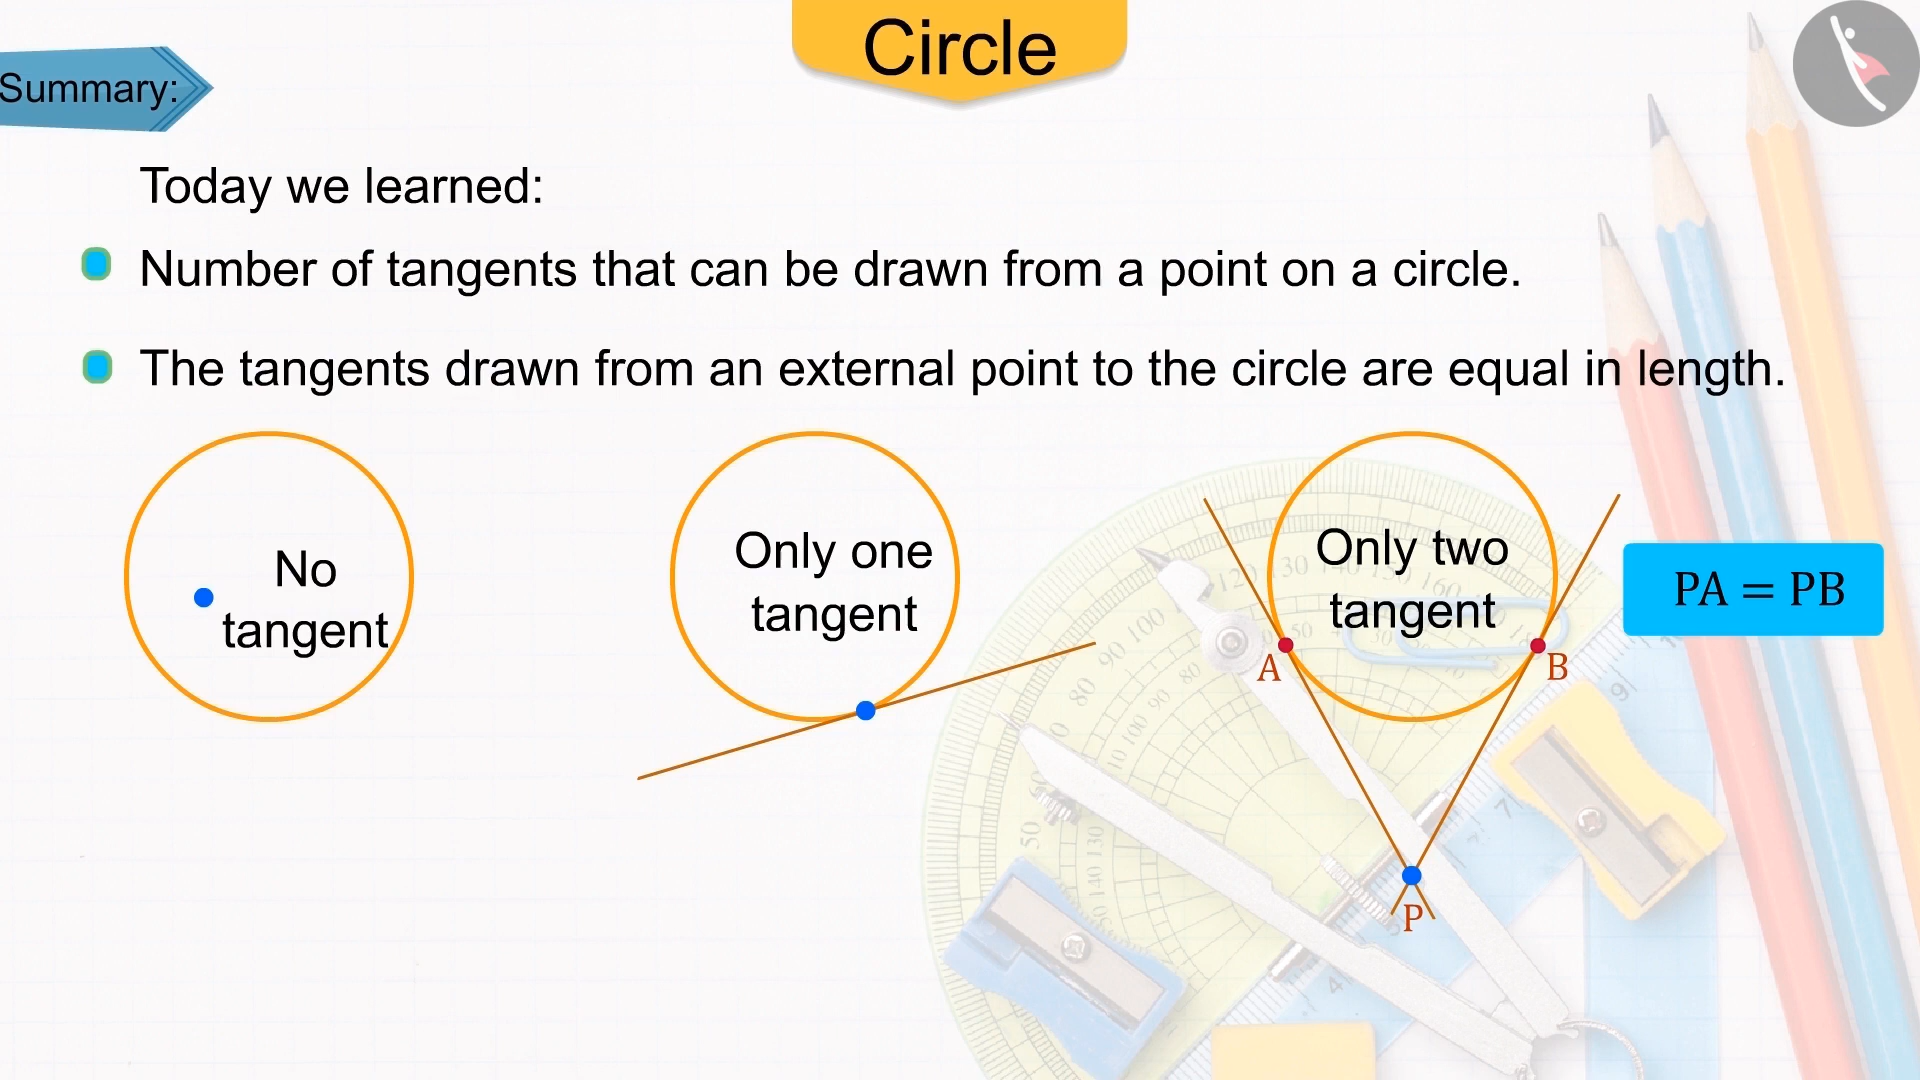 Circle
Summary:
Today we learned:
Number of tangents that can be drawn from a point on a circle.
The tangents drawn from an external point to the circle are equal in length.
No
tangent
Only one
tangent
Only two
tangent
PA = PB
A
B
P